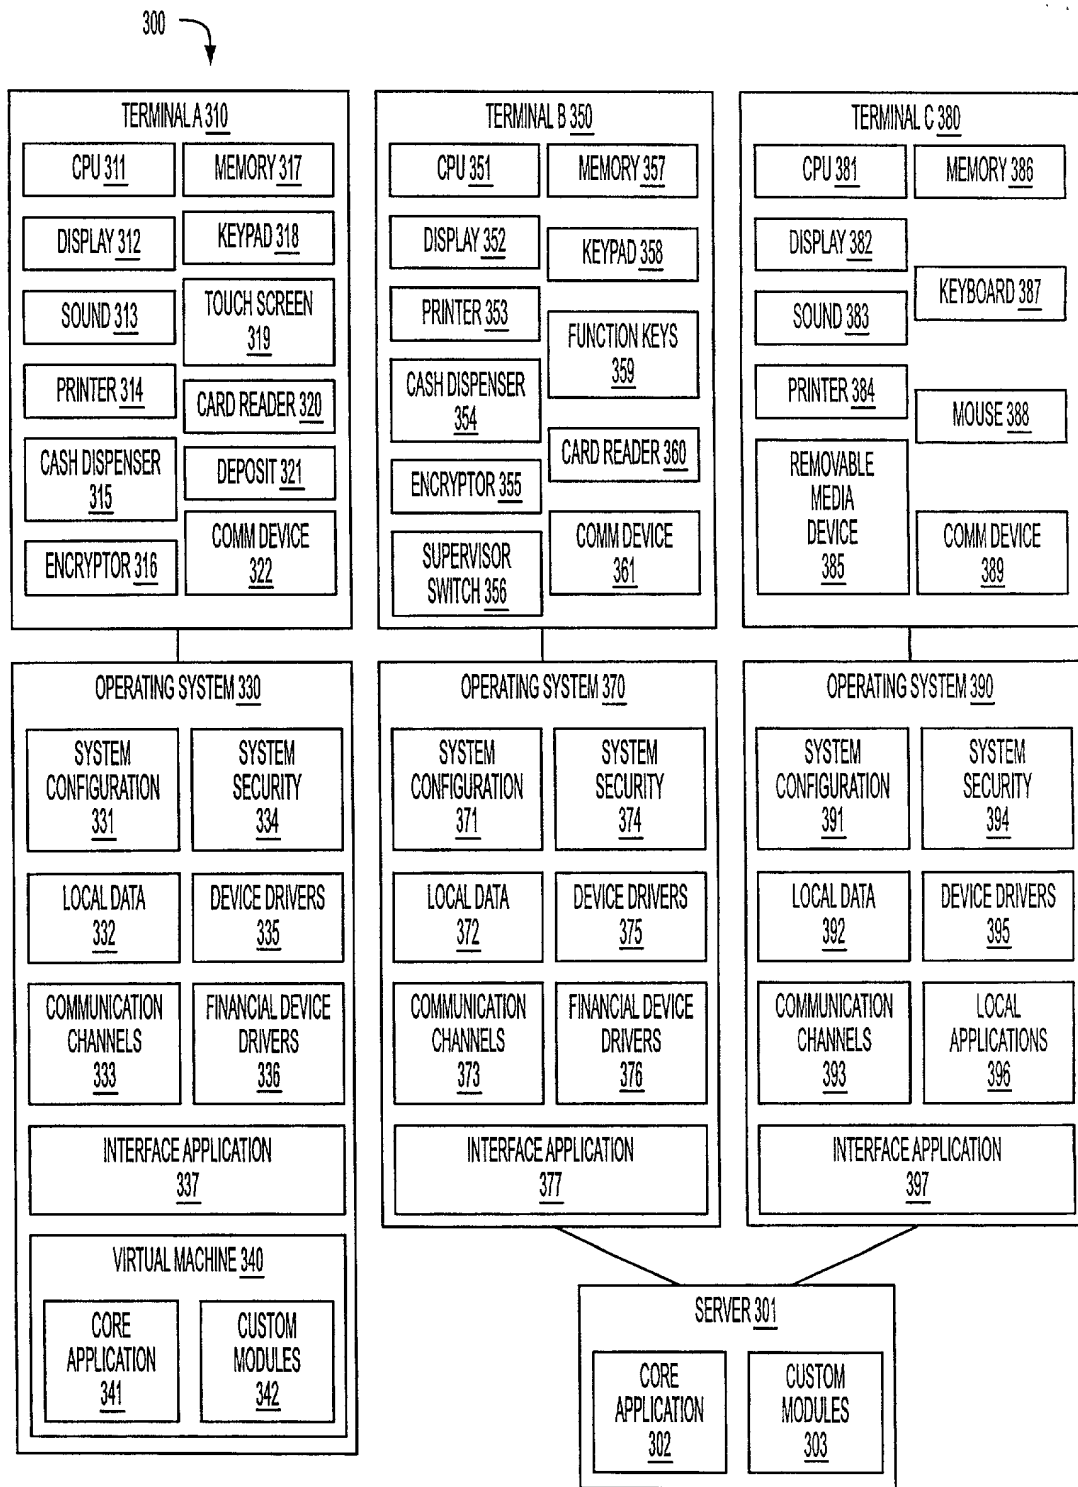 300
TERMINAL A 310
CPU 311
MEMORY 317
DISPLAY 312
KEYPAD 318
SOUND 313
TOUCH SCREEN
319
PRINTER 314
CARD READER 320
CASH DISPENSER
315
DEPOSIT 321
ENCRYPTOR 316
COMM DEVICE
322
TERMINAL B 350
CPU 351
MEMORY 357
DISPLAY 352
KEYPAD 358
PRINTER 353
FUNCTION KEYS
359
CASH DISPENSER
354
CARD READER 360
ENCRYPTOR 355
COMM DEVICE
361
SUPERVISOR
SWITCH 356
TERMINAL C 380
CPU 381
MEMORY 386
DISPLAY 382
KEYBOARD 387
SOUND 383
PRINTER 384
MOUSE 388
REMOVABLE
MEDIA
DEVICE
385
COMM DEVICE
389
OPERATING SYSTEM 330
SYSTEM
CONFIGURATION
331
SYSTEM
SECURITY
334
LOCAL DATA
332
DEVICE DRIVERS
335
COMMUNICATION
CHANNELS
333
FINANCIAL DEVICE
DRIVERS
336
INTERFACE APPLICATION
337
VIRTUAL MACHINE 340
CORE
APPLICATION
341
CUSTOM
MODULES
342
OPERATING SYSTEM 370
SYSTEM
CONFIGURATION
371
SYSTEM
SECURITY
374
LOCAL DATA
372
DEVICE DRIVERS
375
COMMUNICATION
CHANNELS
373
FINANCIAL DEVICE
DRIVERS
376
INTERFACE APPLICATION
377
OPERATING SYSTEM 390
SYSTEM
CONFIGURATION
391
SYSTEM
SECURITY
394
LOCAL DATA
392
DEVICE DRIVERS
395
COMMUNICATION
CHANNELS
393
LOCAL
APPLICATIONS
396
INTERFACE APPLICATION
397
SERVER 301
CORE
APPLICATION
302
CUSTOM
MODULES
303